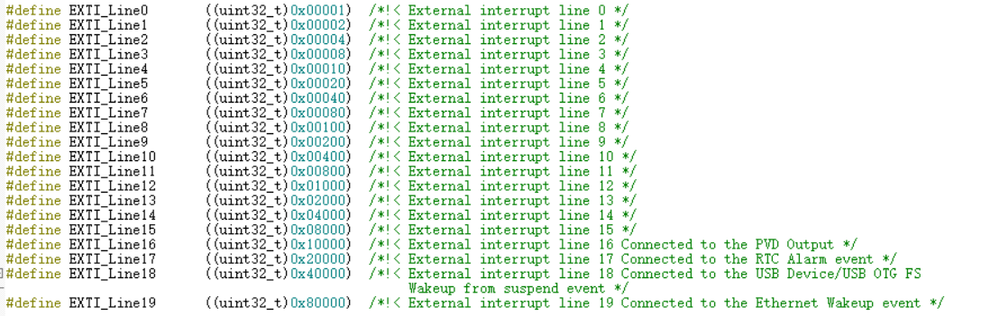 #define EXTI_Line0 ((uint32_t)0x00001) /*!< External interrupt line 0 */
#define EXTI_Line1 ((uint32_t)0x00002) /*!< External interrupt line 1 */
#define EXTI_Line2 ((uint32_t)0x00004) /*!< External interrupt line 2 */
#define EXTI_Line3 ((uint32_t)0x00008) /*!< External interrupt line 3 */
#define EXTI_Line4 ((uint32_t)0x00010) /*!< External interrupt line 4 */
#define EXTI_Line5 ((uint32_t)0x00020) /*!< External interrupt line 5 */
#define EXTI_Line6 ((uint32_t)0x00040) /*!< External interrupt line 6 */
#define EXTI_Line7 ((uint32_t)0x00080) /*!< External interrupt line 7 */
#define EXTI_Line8 ((uint32_t)0x00100) /*!< External interrupt line 8 */
#define EXTI_Line9 ((uint32_t)0x00200) /*!< External interrupt line 9 */
#define EXTI_Line10 ((uint32_t)0x00400) /*!< External interrupt line 10 */
#define EXTI_Line11 ((uint32_t)0x00800) /*!< External interrupt line 11 */
#define EXTI_Line12 ((uint32_t)0x01000) /*!< External interrupt line 12 */
#define EXTI_Line13 ((uint32_t)0x02000) /*!< External interrupt line 13 */
#define EXTI_Line14 ((uint32_t)0x04000) /*!< External interrupt line 14 */
#define EXTI_Line15 ((uint32_t)0x08000) /*!< External interrupt line 15 */
#define EXTI_Line16 ((uint32_t)0x10000) /*!< External interrupt line 16 Connected to the PVD Output */
#define EXTI_Line17 ((uint32_t)0x20000) /*!< External interrupt line 17 Connected to the RTC Alarm event */
#define EXTI_Line18 ((uint32_t)0x40000) /*!< External interrupt line 18 Connected to the USB Device/USB OTG FS
Wakeup from suspend event */
#define EXTI_Line19 ((uint32_t)0x80000) /*!< External interrupt line 19 Connected to the Ethernet Wakeup event */